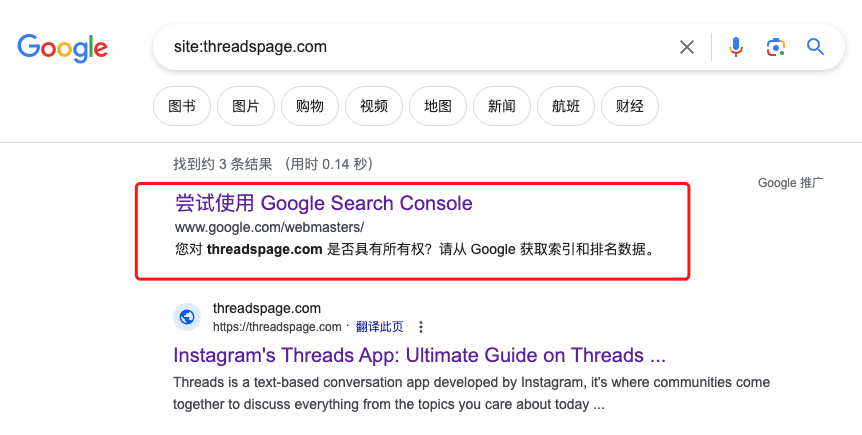 Google
site:threadspage.com
图书
图片
购物
视频
地图
新闻
航班
财经
找到约 3 条结果 (用时 0.14 秒)
Google 推广
尝试使用 Google Search Console
www.google.com/webmasters/
您对 threadspage.com 是否具有所有权？请从 Google 获取索引和排名数据。
threadspage.com
https://threadspage.com · 翻译此页
Instagram's Threads App: Ultimate Guide on Threads ...
Threads is a text-based conversation app developed by Instagram, it's where communities come
together to discuss everything from the topics you care about today ...